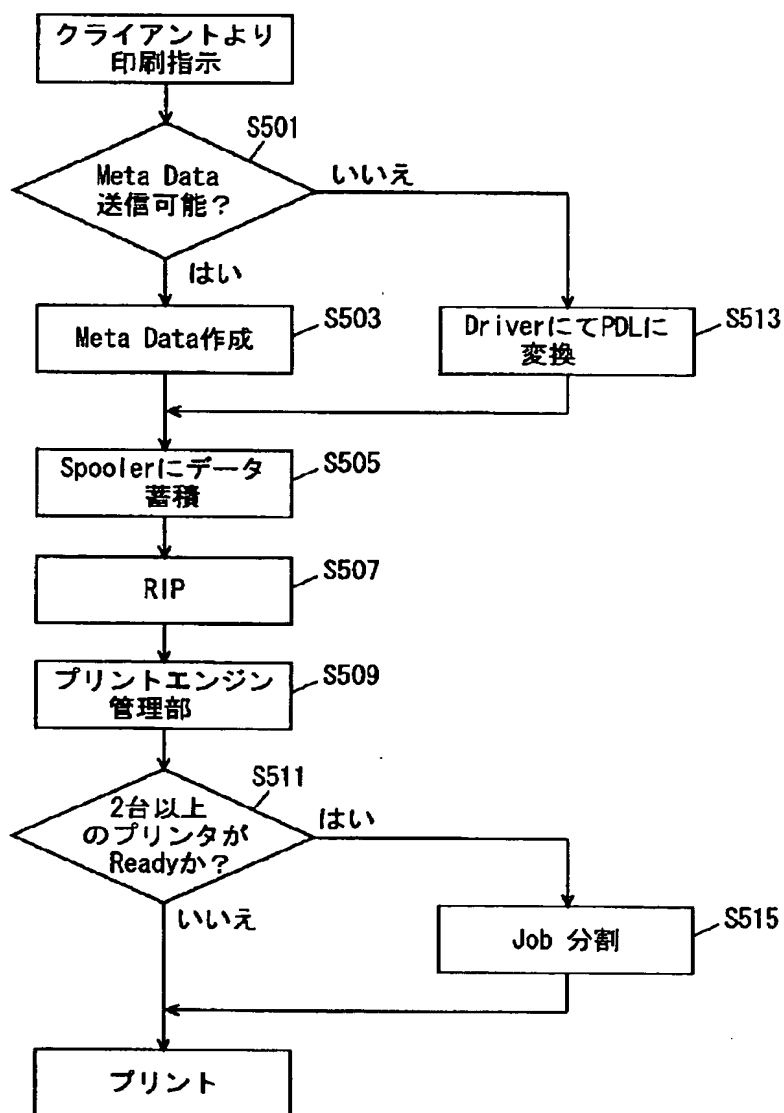 クライアントより
印刷指示
S501
Meta Data
送信可能?
いいえ
はい
Meta Data作成
S503
DriverにてPDLに
変換
S513
Spoolerにデータ
蓄積
S505
RIP
S507
プリントエンジン
管理部
S509
S511
2台以上
のプリンタが
Readyか?
はい
いいえ
Job 分割
S515
プリント